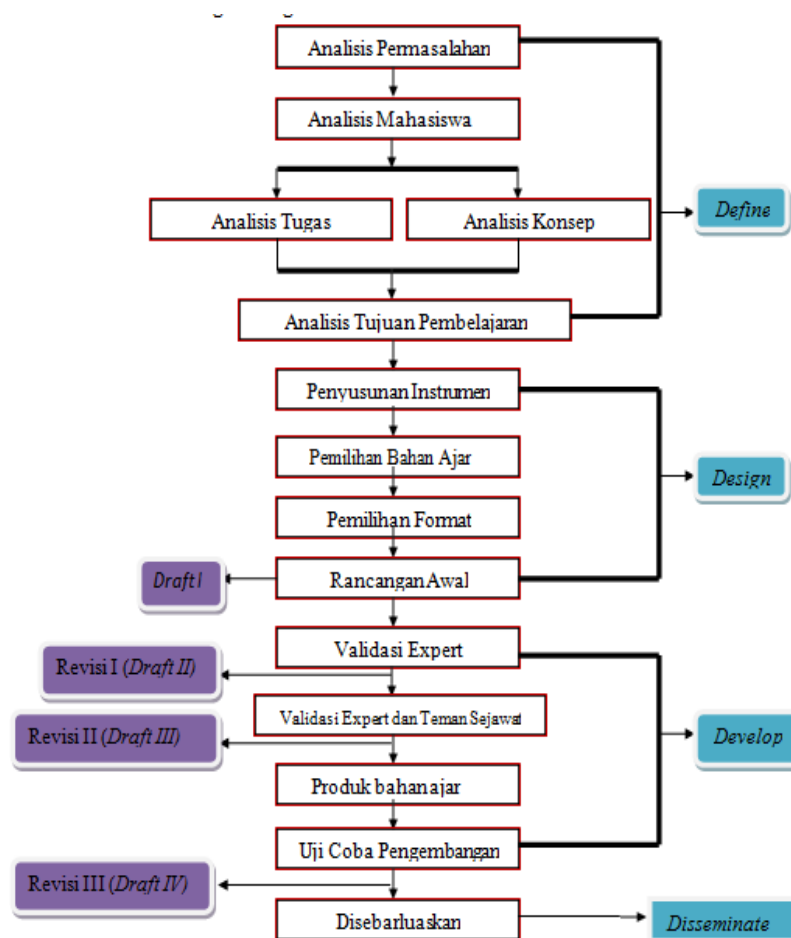 Analisis Permasalahan
Analisis Mahasiswa
Analisis Tugas
Analisis Konsep
Define
Analisis Tujuan Pembelajaran
Penyusunan Instrumen
Pemilihan Bahan Ajar
Design
Pemilihan Format
Draft I
Rancangan Awal
Validasi Expert
Revisi I (Draft II)
Validasi Expert dan Teman Sejawat
Revisi II (Draft III)
Develop
Produk bahan ajar
Uji Coba Pengembangan
Revisi III (Draft IV)
Disebarluaskan
Disseminate